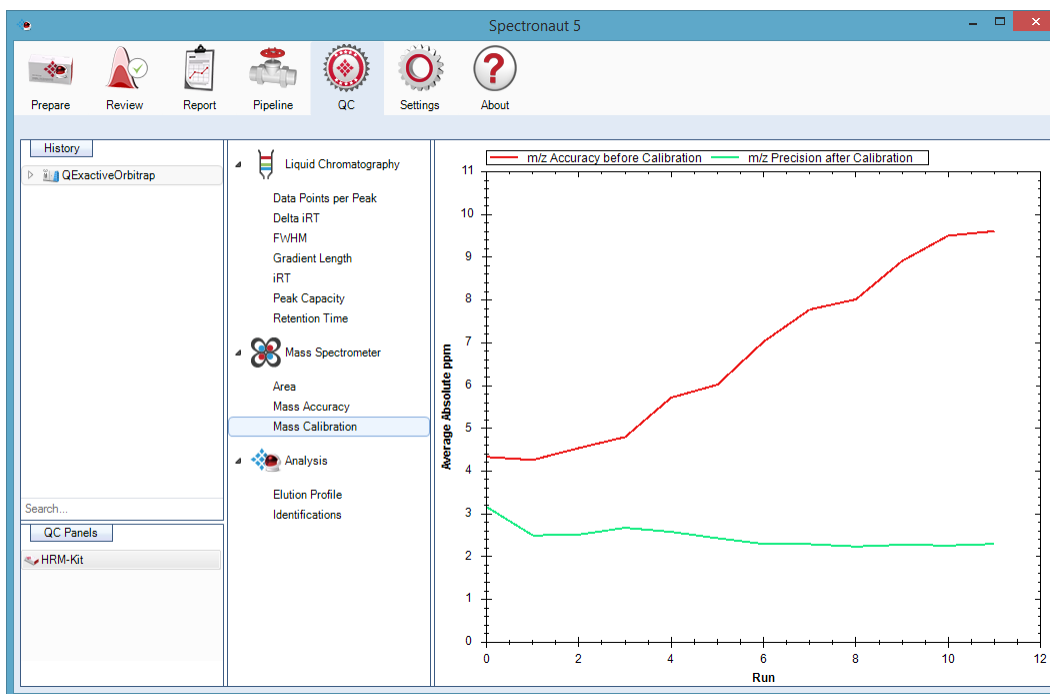 Spectronaut 5
Prepare
Review
Report
Pipeline
QC
Settings
About
History
QExactiveOrbitrap
Search...
QC Panels
HRM-Kit
Liquid Chromatography
Data Points per Peak
Delta iRT
FWHM
Gradient Length
iRT
Peak Capacity
Retention Time
Mass Spectrometer
Area
Mass Accuracy
Mass Calibration
Analysis
Elution Profile
Identifications
m/z Accuracy before Calibration m/z Precision after Calibration
Average Absolute ppm
11
10
9
8
7
6
5
4
3
2
1
0
0 2 4 6 8 10 12
Run